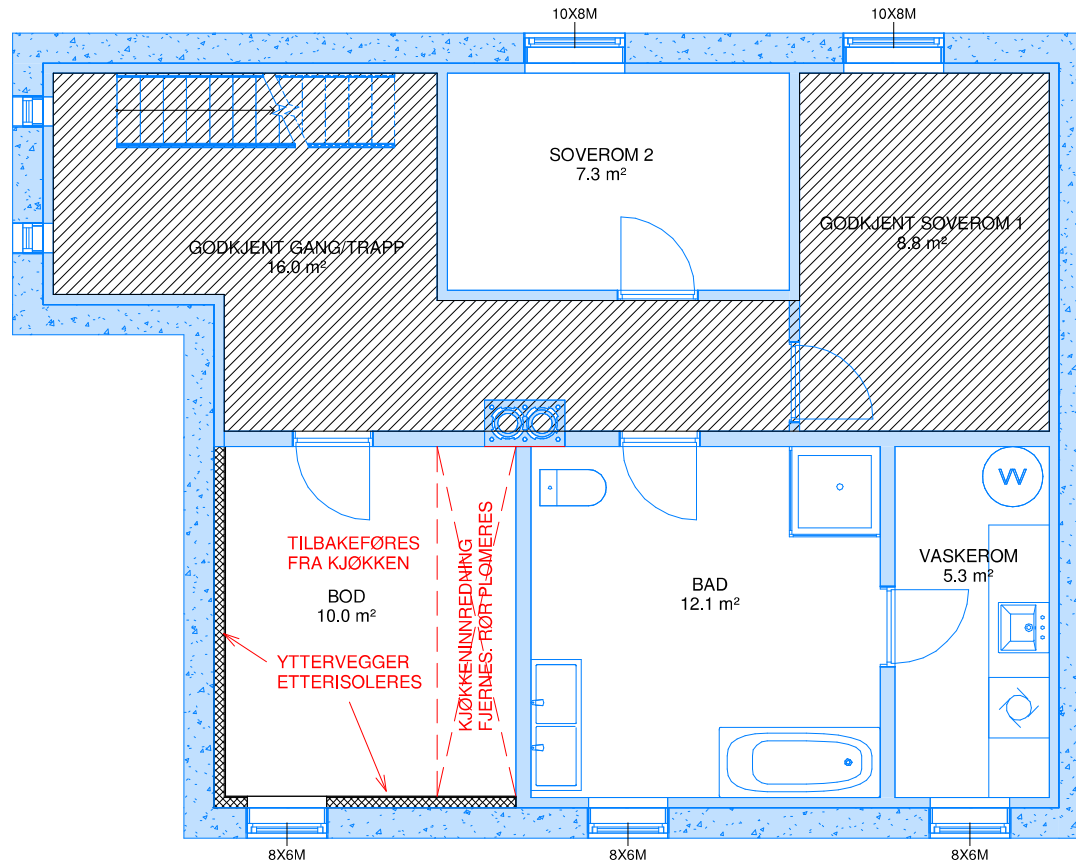 10X8M
10X8M
SOVEROM 2
7.3 m²
GODKJENT GANG/TRAPP
16.0 m²
GODKJENT SOVEROM 1
8.8 m²
TILBAKEFØRES
FRA KJØKKEN
BOD
10.0 m²
YTTERVEGGER
ETTERISOLERES
KJØKKENINNREDNING
FJERNES. RØR PLOMERES
BAD
12.1 m²
VV
VASKEROM
5.3 m²
8X6M
8X6M
8X6M